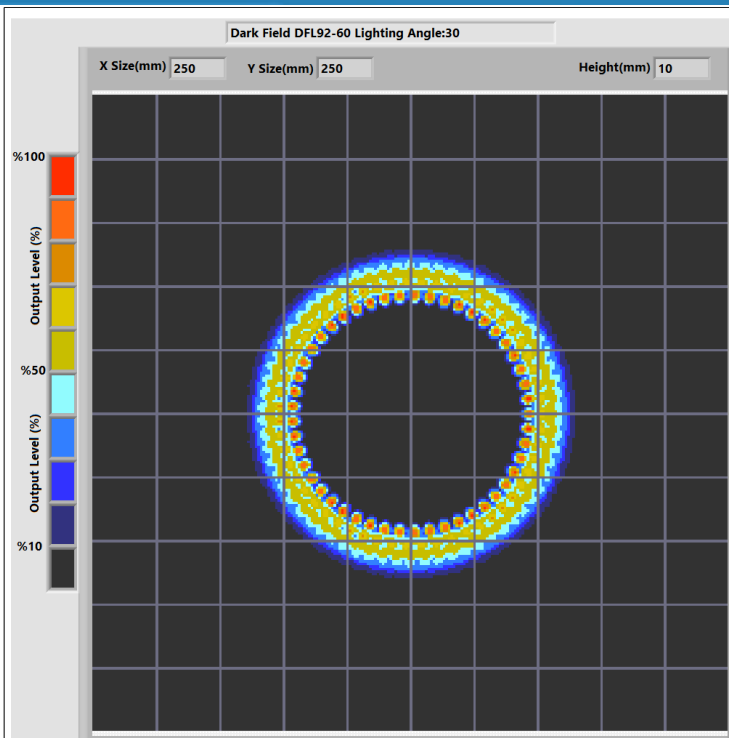 Dark Field DFL92-60 Lighting Angle:30
X Size(mm) 250 Y Size(mm) 250 Height(mm) 10
%100
Output Level (%)
%50
Output Level (%)
%10